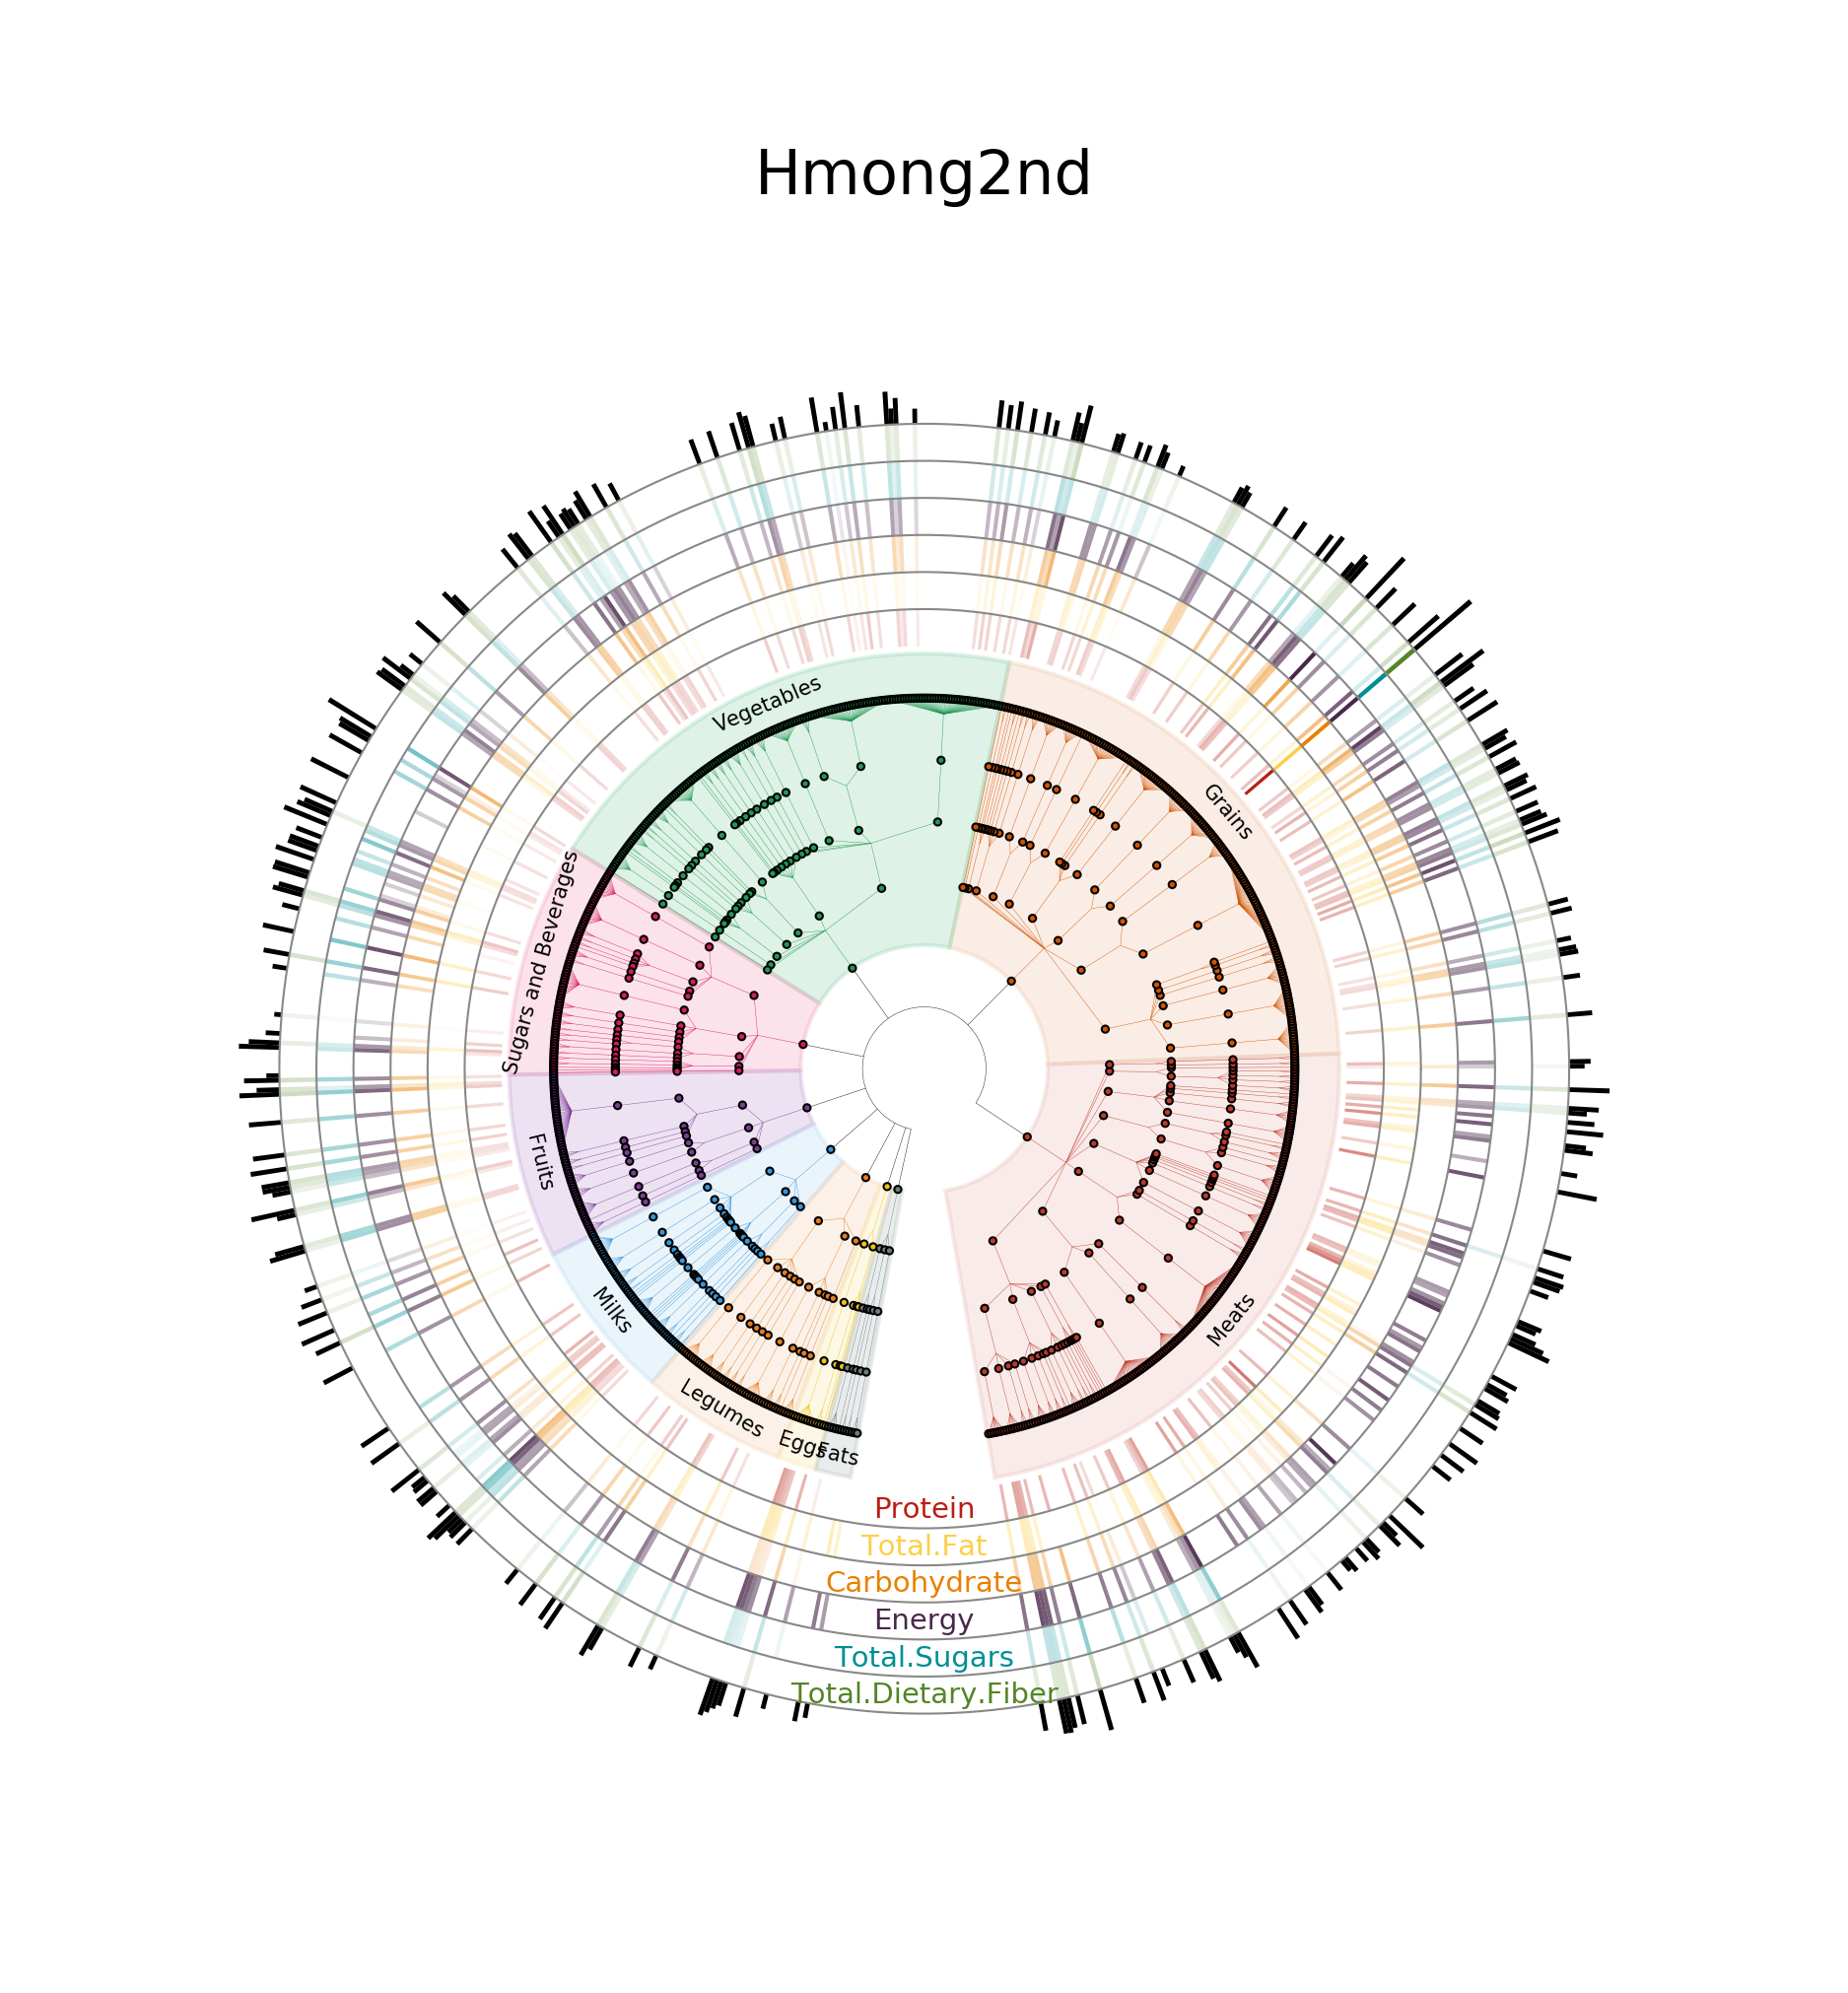 Hmong2nd
Vegetables
Grains
Sugars and Beverages
Fruits
Milks
Meats
Legumes
Eggs
Fats
Protein
Total.Fat
Carbohydrate
Energy
Total.Sugars
Total.Dietary.Fiber